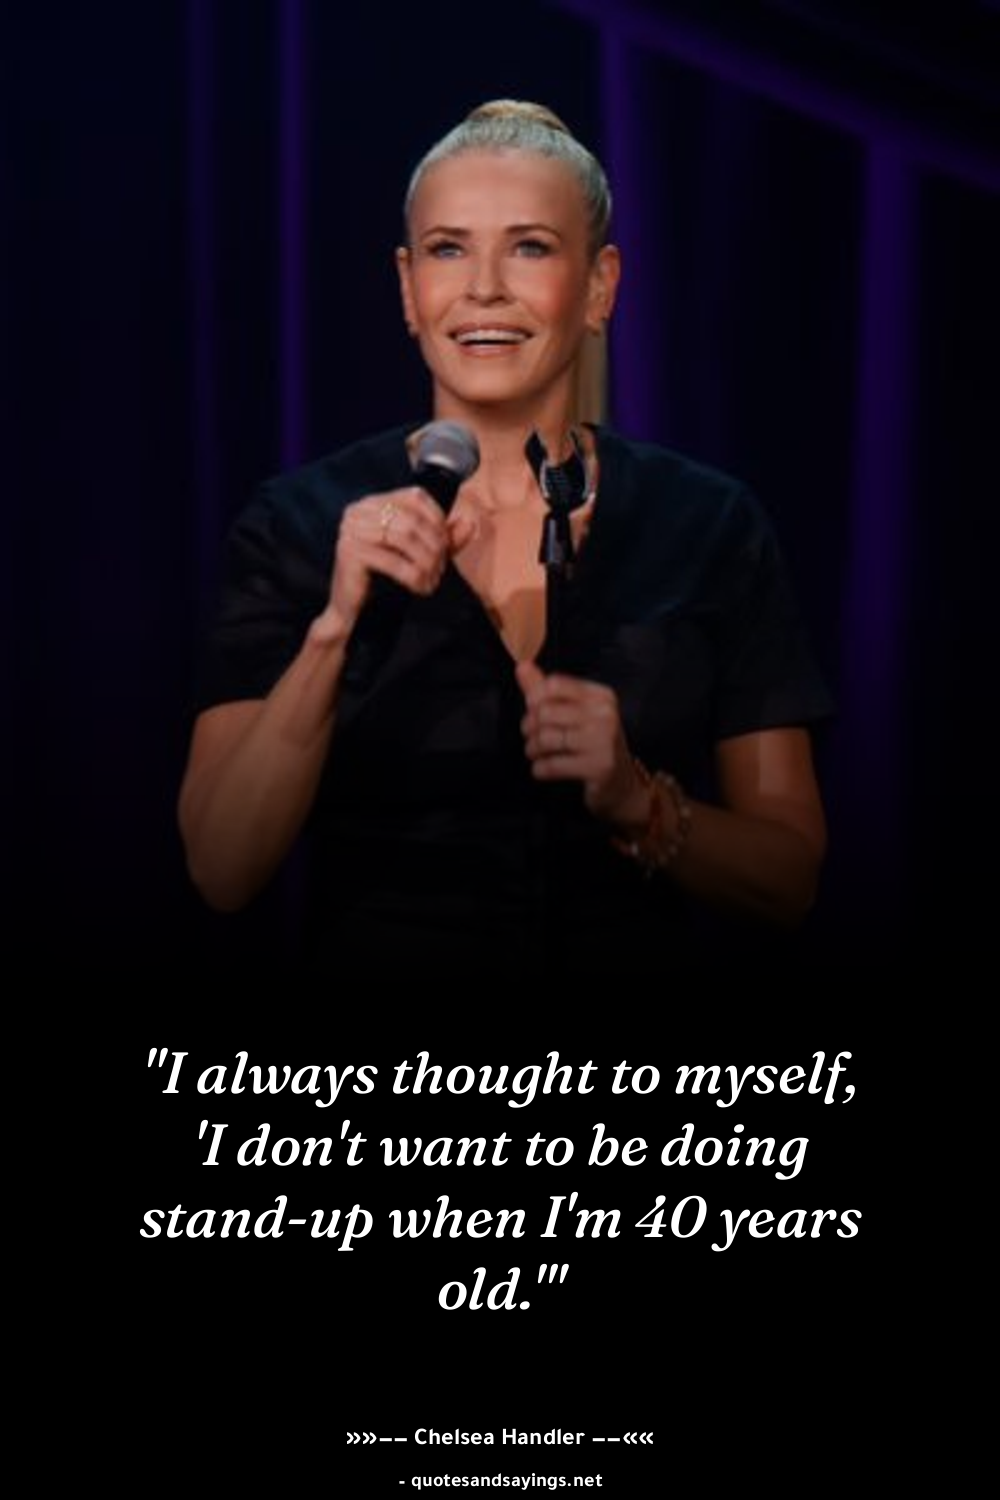 "I always thought to myself,
'I don't want to be doing
stand-up when I'm 40 years
old.'"
»»−− Chelsea Handler −−««
- quotesandsayings.net